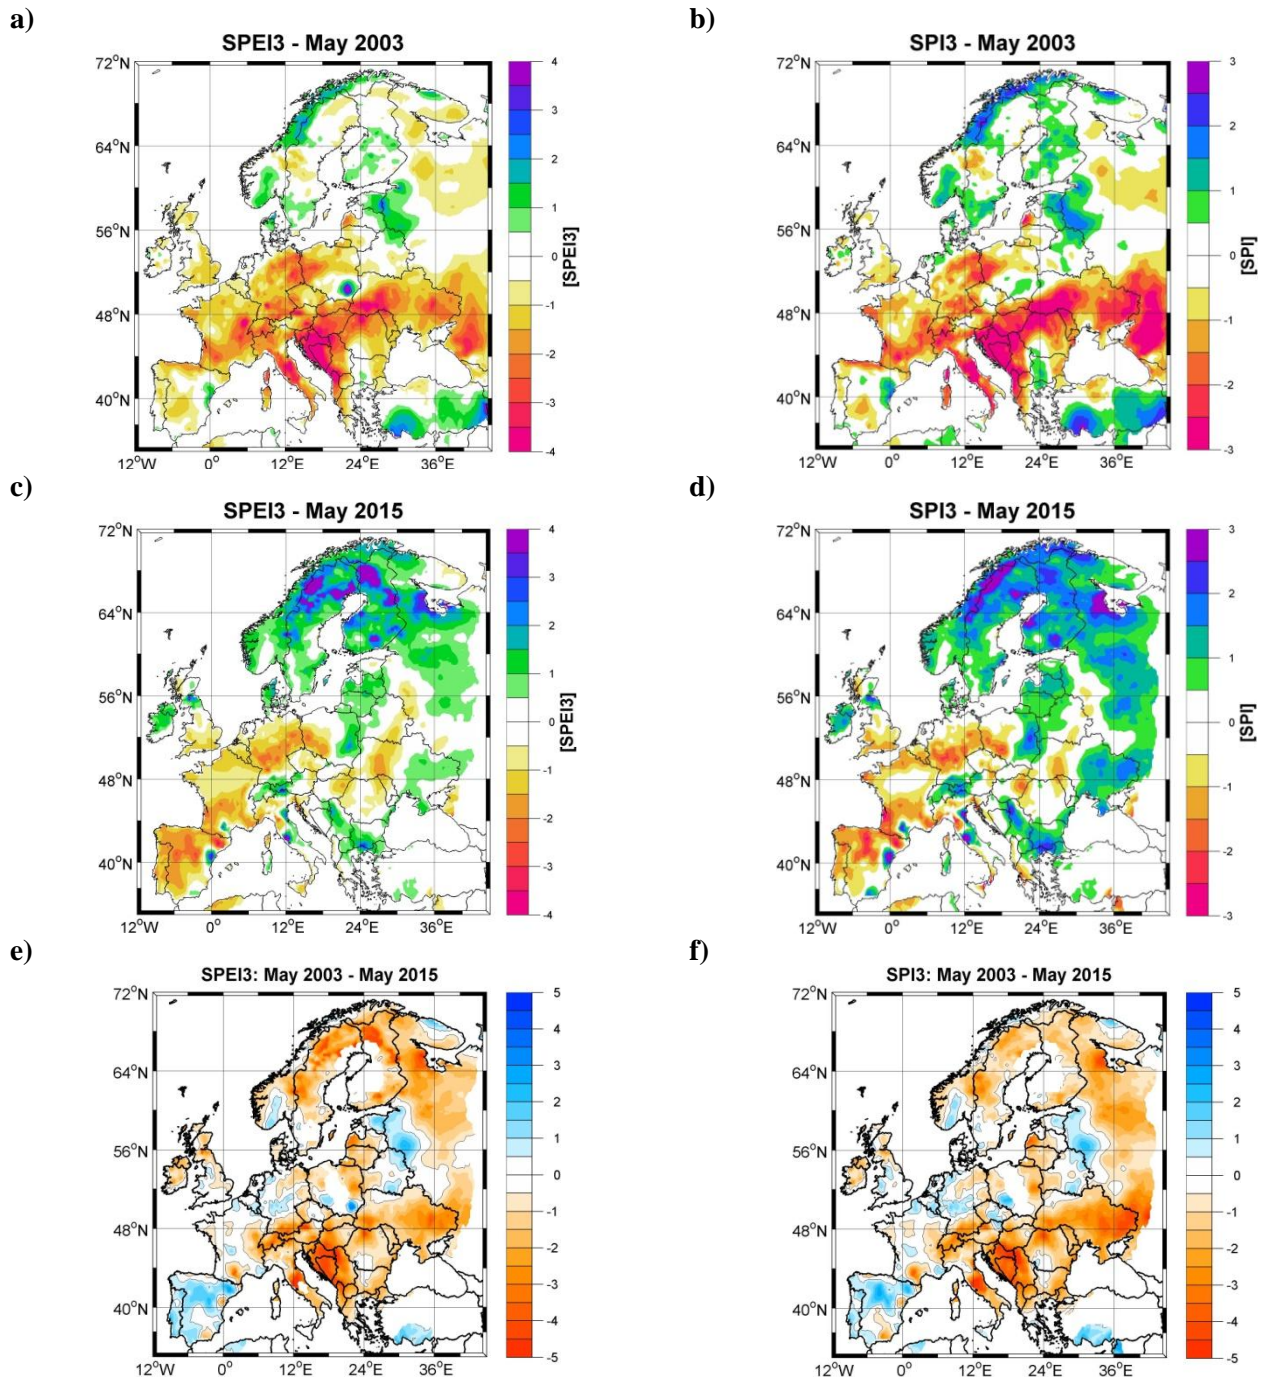 a)
b)
SPEI3 - May 2003
SPI3 - May 2003
72°N
64°N
56°N
48°N
40°N
12°W 0° 12°E 24°E 36°E
4
3
2
1
0
-1
-2
-3
-4
[SPEI3]
72°N
64°N
56°N
48°N
40°N
12°W 0° 12°E 24°E 36°E
3
2
1
0
-1
-2
-3
[SPI]
c)
d)
SPEI3 - May 2015
SPI3 - May 2015
72°N
64°N
56°N
48°N
40°N
12°W 0° 12°E 24°E 36°E
4
3
2
1
0
-1
-2
-3
-4
[SPEI3]
72°N
64°N
56°N
48°N
40°N
12°W 0° 12°E 24°E 36°E
3
2
1
0
-1
-2
-3
[SPI]
e)
f)
SPEI3: May 2003 - May 2015
SPI3: May 2003 - May 2015
72°N
64°N
56°N
48°N
40°N
12°W 0° 12°E 24°E 36°E
5
4
3
2
1
0
-1
-2
-3
-4
-5
72°N
64°N
56°N
48°N
40°N
12°W 0° 12°E 24°E 36°E
5
4
3
2
1
0
-1
-2
-3
-4
-5